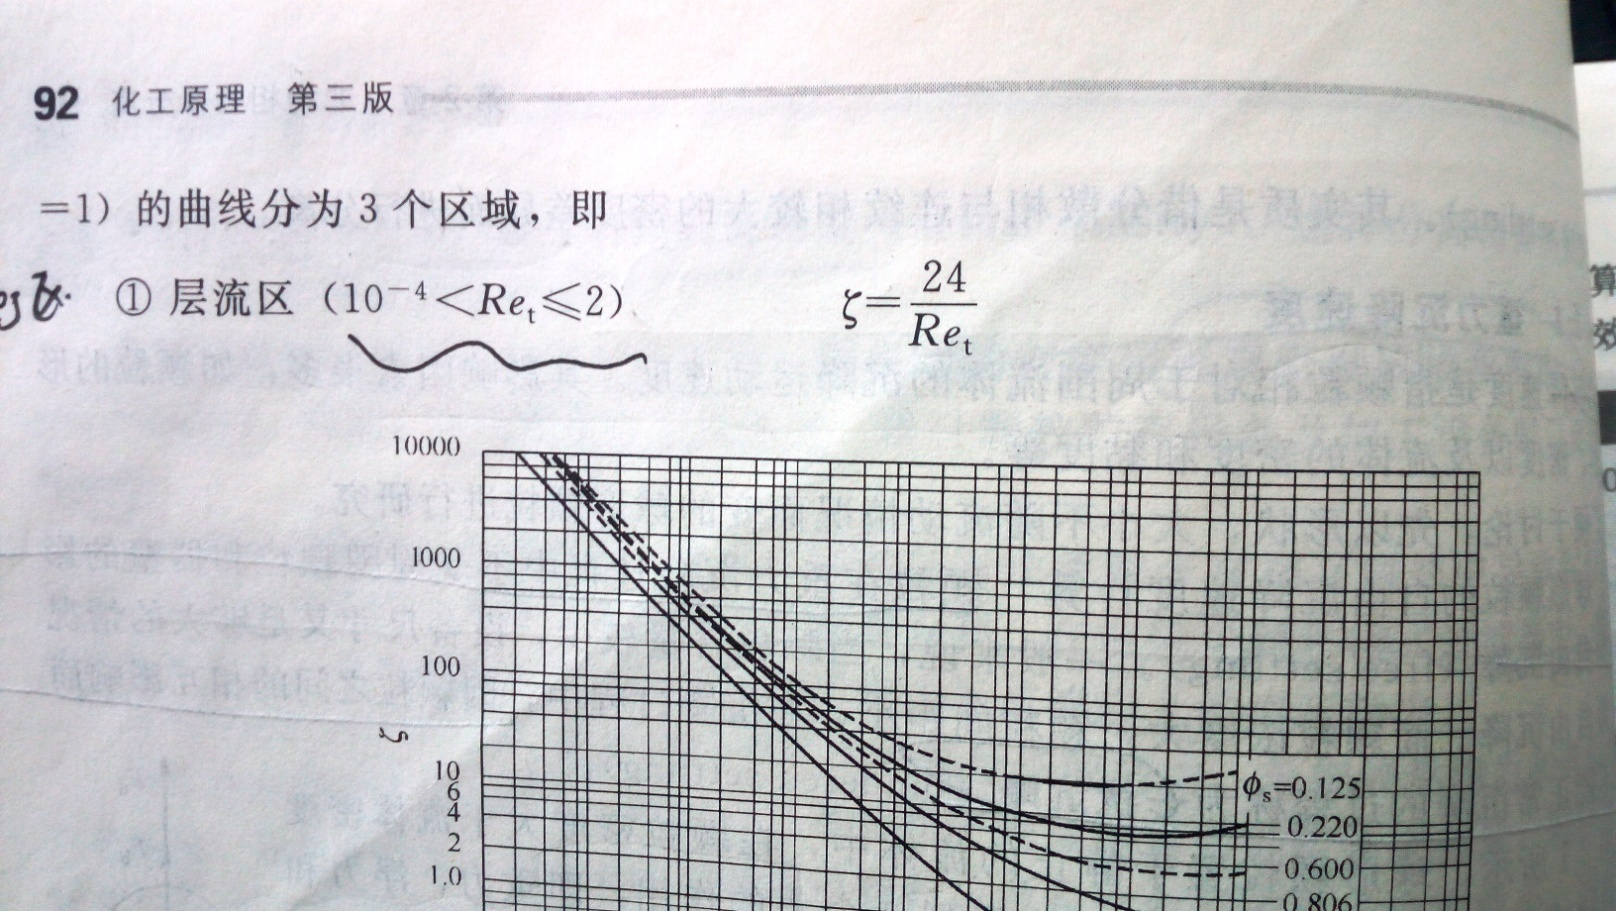 92 化工原理 第三版
=1) 的曲线分为 3 个区域，即
① 层流区 (10⁻⁴<Reₜ≤2) ζ=24/Reₜ
10000
1000
100
ζ
10
6
4
2
1.0
ϕₛ=0.125
0.220
0.600
0.806
算
效